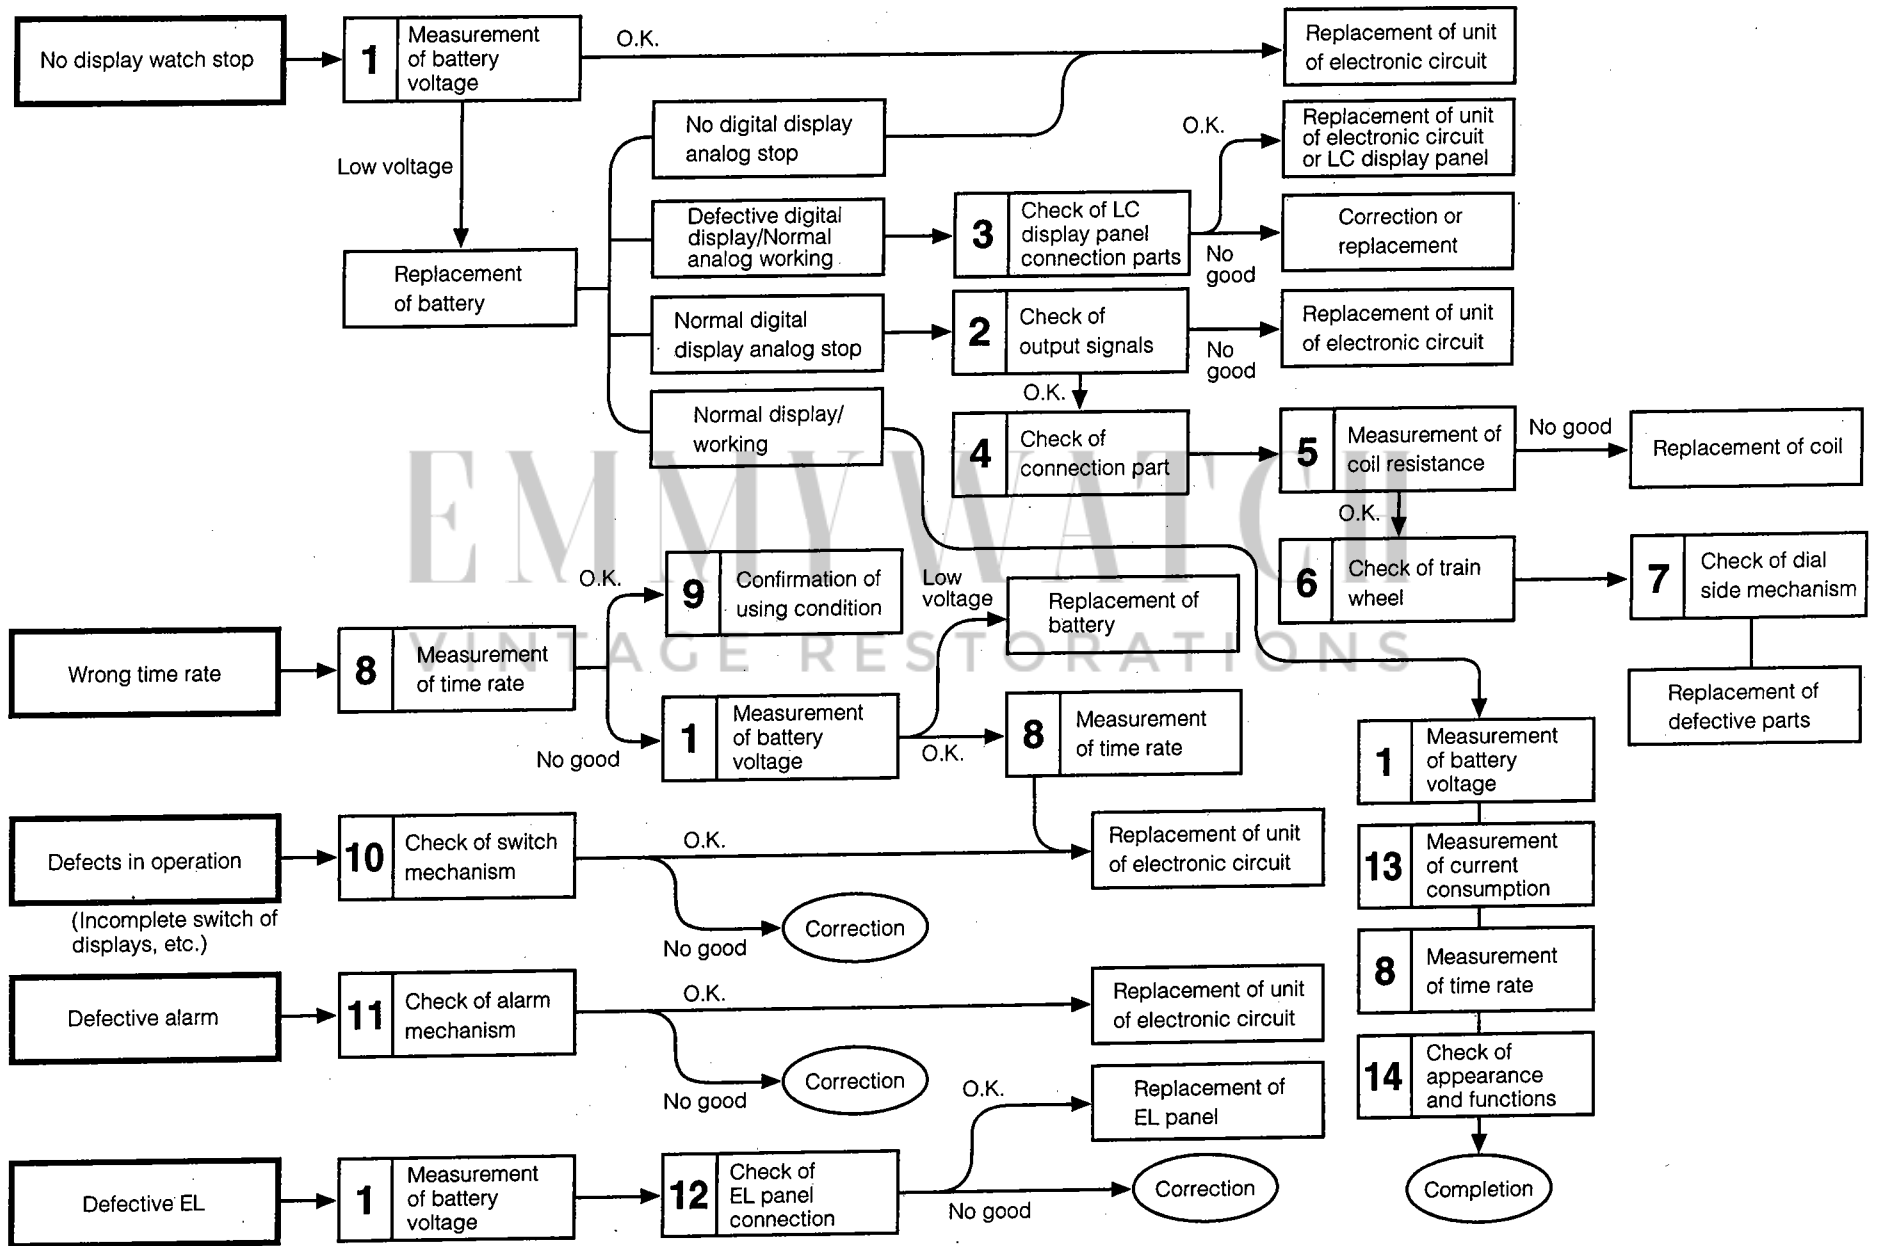 No display watch stop
1
Measurement
of battery
voltage
O.K.
Replacement of unit
of electronic circuit
Low voltage
Replacement
of battery
No digital display
analog stop
Defective digital
display/Normal
analog working
3
Check of LC
display panel
connection parts
O.K.
Replacement of unit
of electronic circuit
or LC display panel
No
good
Correction or
replacement
Normal digital
display analog stop
2
Check of
output signals
No
good
Replacement of unit
of electronic circuit
O.K.
Normal display/
working
4
Check of
connection part
5
Measurement of
coil resistance
No good
Replacement of coil
O.K.
6
Check of train
wheel
7
Check of dial
side mechanism
Replacement of
defective parts
EMMYWATCH
VINTAGE RESTORATIONS
Wrong time rate
8
Measurement
of time rate
O.K.
9
Confirmation of
using condition
No good
1
Measurement
of battery
voltage
Low
voltage
Replacement of
battery
O.K.
8
Measurement
of time rate
Defects in operation
(Incomplete switch of
displays, etc.)
10
Check of switch
mechanism
O.K.
Replacement of unit
of electronic circuit
No good
Correction
Defective alarm
11
Check of alarm
mechanism
O.K.
Replacement of unit
of electronic circuit
No good
Correction
Defective EL
1
Measurement
of battery
voltage
12
Check of
EL panel
connection
O.K.
Replacement of
EL panel
No good
Correction
1
Measurement
of battery
voltage
13
Measurement
of current
consumption
8
Measurement
of time rate
14
Check of
appearance
and functions
Completion